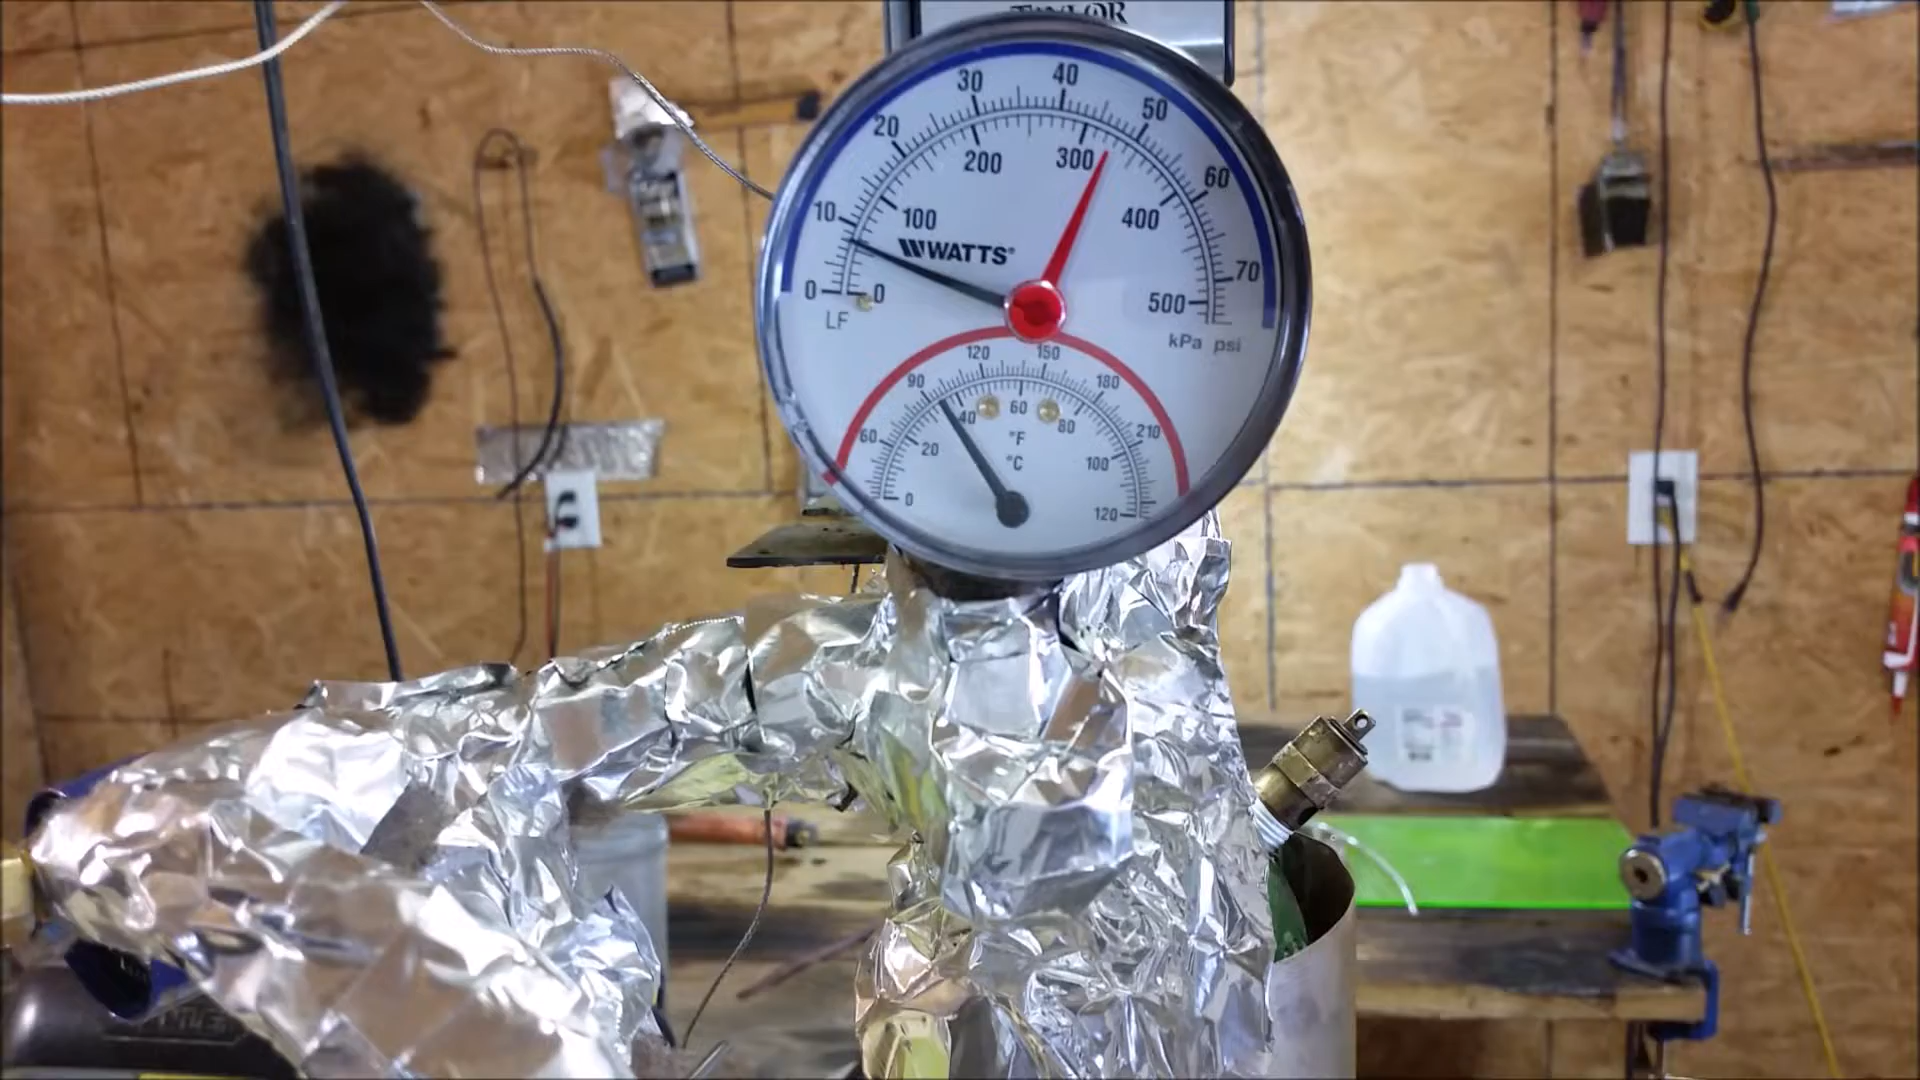 TAYLOR
30 40
20 50
200 300
10 100 400 60
WATTS®
0 0 500 70
LF kPa psi
120 150
90 180
40 60 80
60 20 °F 210
°C 100
0 120